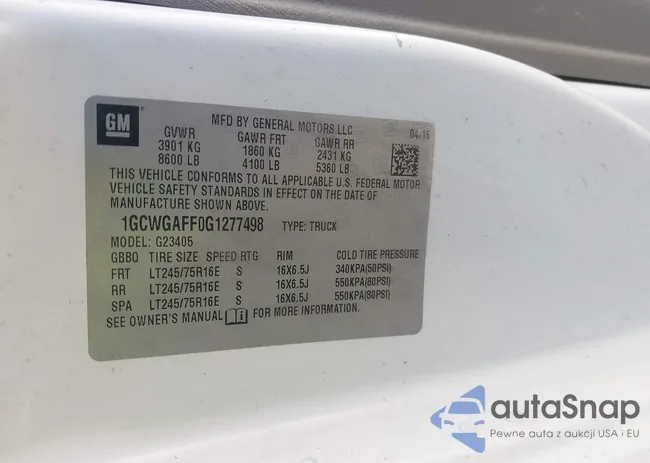 GM
MFD BY GENERAL MOTORS LLC
04/16
GVWR GAWR FRT GAWR RR
3901 KG 1860 KG 2431 KG
8600 LB 4100 LB 5360 LB
THIS VEHICLE CONFORMS TO ALL APPLICABLE U.S. FEDERAL MOTOR
VEHICLE SAFETY STANDARDS IN EFFECT ON THE DATE OF
MANUFACTURE SHOWN ABOVE.
1GCWGAFF0G1277498 TYPE: TRUCK
MODEL: G23405
GBBQ TIRE SIZE SPEED RTG RIM COLD TIRE PRESSURE
FRT LT245/75R16E S 16X6.5J 340KPA(50PSI)
RR LT245/75R16E S 16X6.5J 550KPA(80PSI)
SPA LT245/75R16E S 16X6.5J 550KPA(80PSI)
SEE OWNER'S MANUAL i FOR MORE INFORMATION.
autaSnap
Pewne auta z aukcji USA i EU